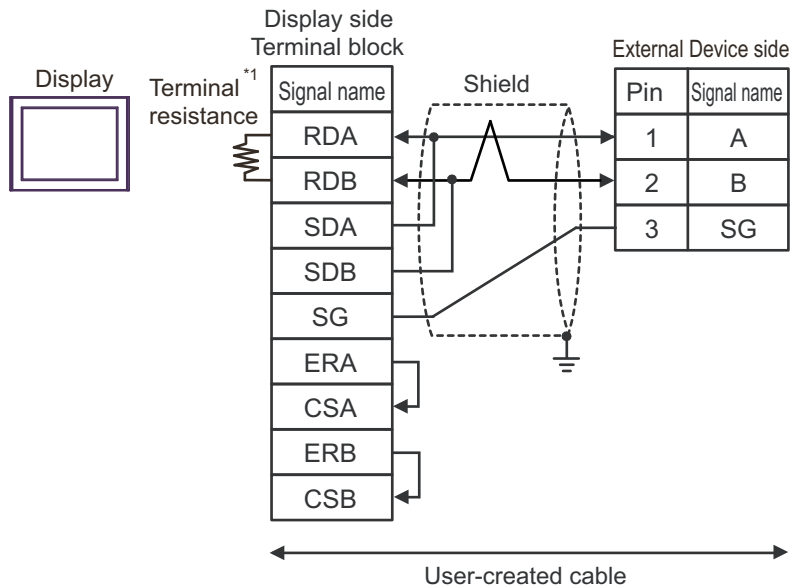 Display side
Terminal block
External Device side
Display
Terminal *1
resistance
Shield
Signal name
Pin Signal name
RDA
1 A
RDB
2 B
SDA
3 SG
SDB
SG
ERA
CSA
ERB
CSB
User-created cable